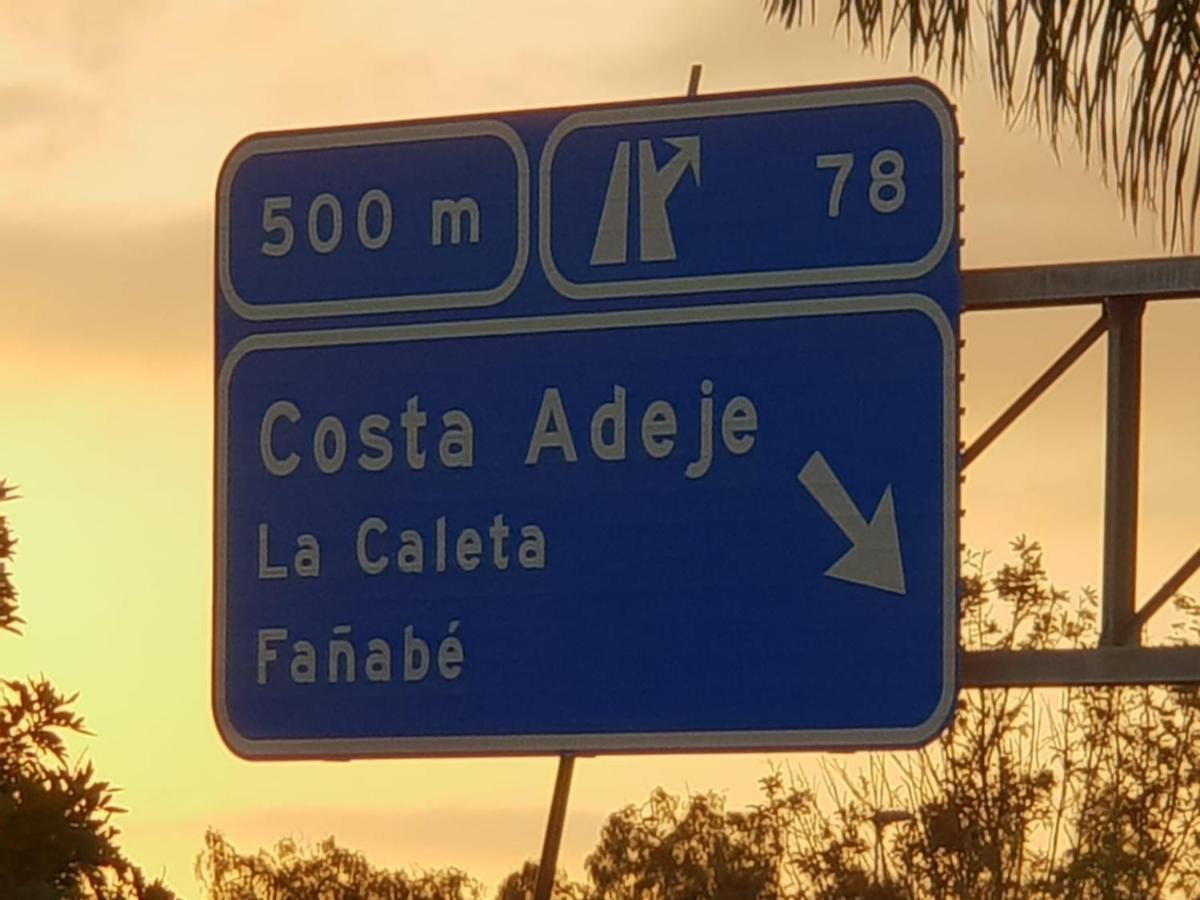 500 m
78
Costa Adeje
La Caleta
Fañabé